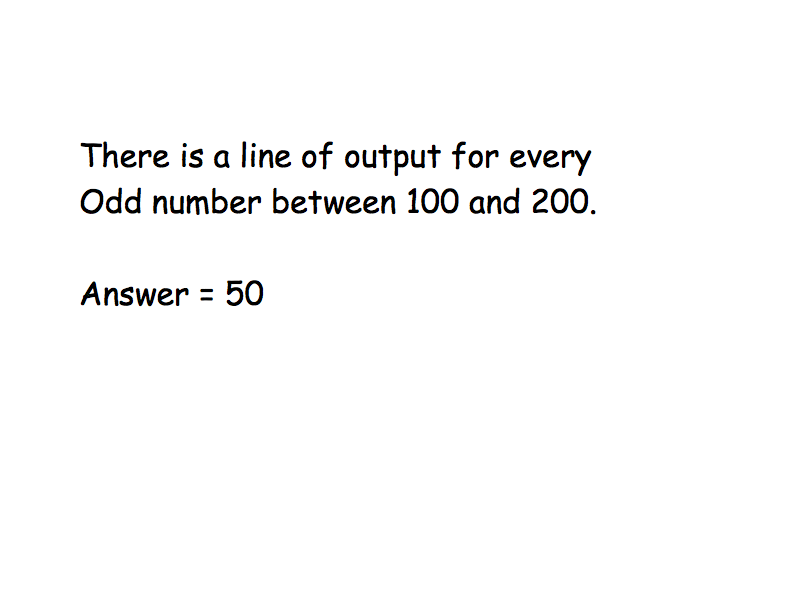 There is a line of output for every
Odd number between 100 and 200.
Answer = 50